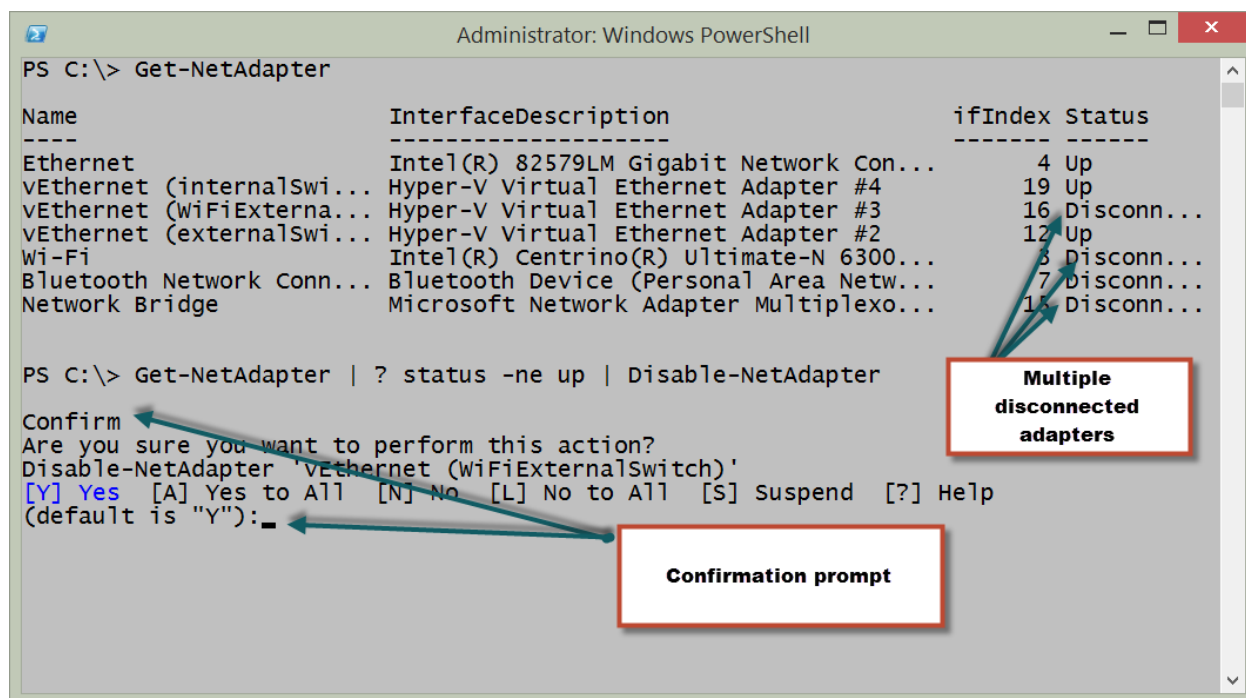 Administrator: Windows PowerShell
PS C:\> Get-NetAdapter
Name InterfaceDescription ifIndex Status
---- -------------------- ------- ------
Ethernet Intel(R) 82579LM Gigabit Network Con... 4 Up
vEthernet (internalSwi... Hyper-V Virtual Ethernet Adapter #4 19 Up
vEthernet (WiFiExterna... Hyper-V Virtual Ethernet Adapter #3 16 Disconn...
vEthernet (externalSwi... Hyper-V Virtual Ethernet Adapter #2 12 Up
Wi-Fi Intel(R) Centrino(R) Ultimate-N 6300... 3 Disconn...
Bluetooth Network Conn... Bluetooth Device (Personal Area Netw... 7 Disconn...
Network Bridge Microsoft Network Adapter Multiplexo... 15 Disconn...
PS C:\> Get-NetAdapter | ? status -ne up | Disable-NetAdapter
Multiple
disconnected
adapters
Confirm
Are you sure you want to perform this action?
Disable-NetAdapter 'vEthernet (WiFiExternalSwitch)'
[Y] Yes [A] Yes to All [N] No [L] No to All [S] Suspend [?] Help
(default is "Y"):_
Confirmation prompt